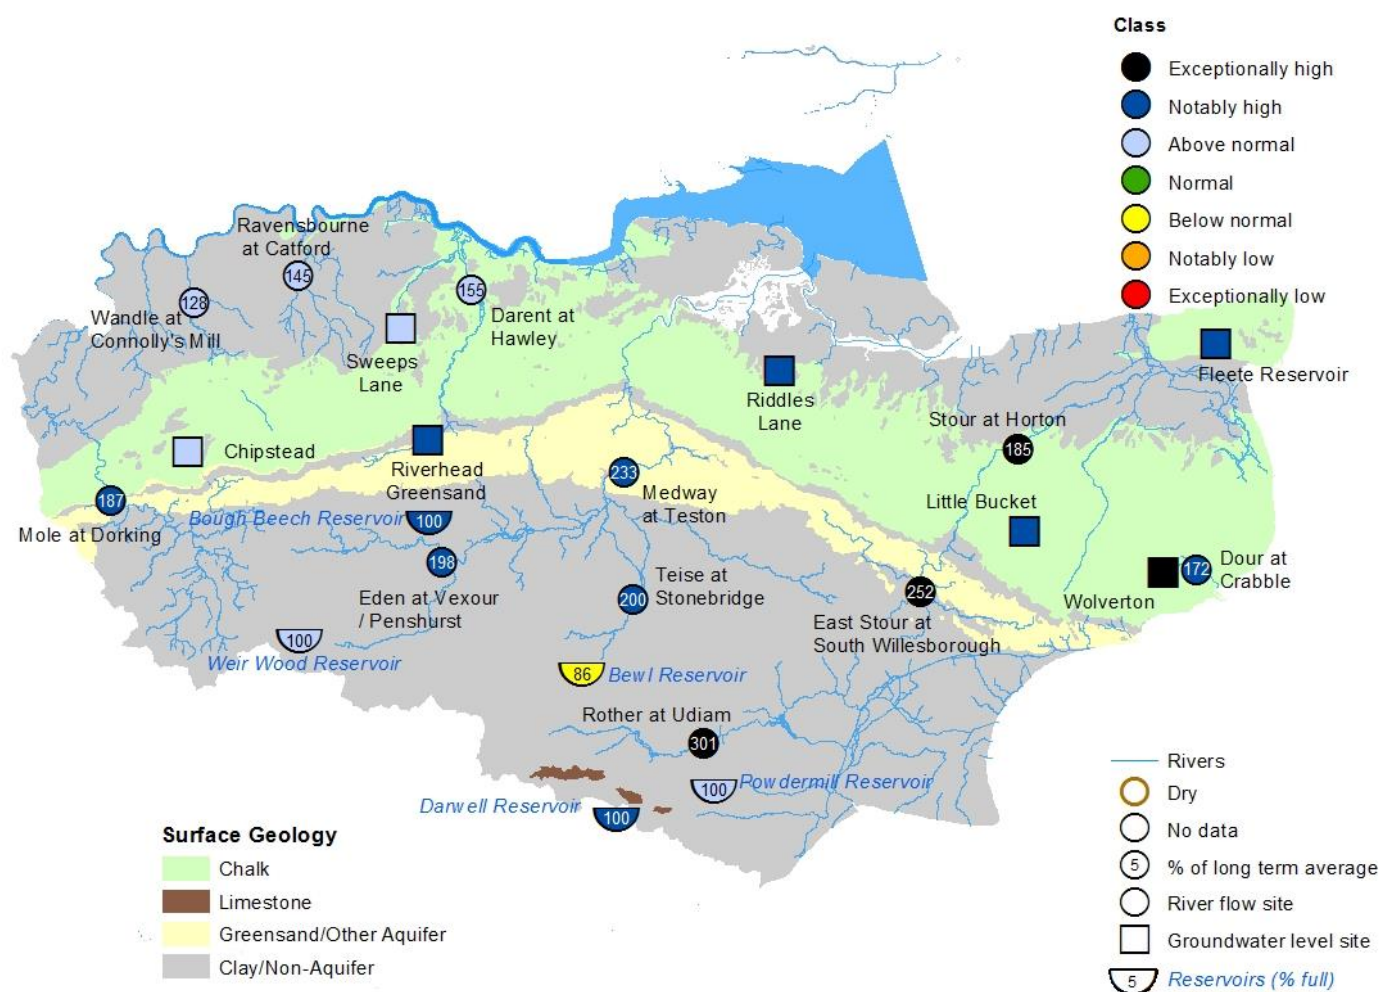 Class
Exceptionally high
Notably high
Above normal
Normal
Below normal
Notably low
Exceptionally low
Ravensbourne
at Catford
145
128
Wandle at
Connolly's Mill
155
Darent at
Hawley
Sweeps
Lane
Riddles
Lane
Fleete Reservoir
Stour at Horton
185
Chipstead
Riverhead
Greensand
187
Mole at Dorking
233
Medway
at Teston
Little Bucket
Bough Beech Reservoir
100
198
Eden at Vexour
/ Penshurst
Teise at
Stonebridge
200
252
East Stour at
South Willesborough
Wolverton
172
Dour at
Crabble
100
Weir Wood Reservoir
86
Bewl Reservoir
Rother at Udiam
301
100
Powdermill Reservoir
Darwell Reservoir
100
Surface Geology
Chalk
Limestone
Greensand/Other Aquifer
Clay/Non-Aquifer
Rivers
Dry
No data
5
% of long term average
River flow site
Groundwater level site
5
Reservoirs (% full)